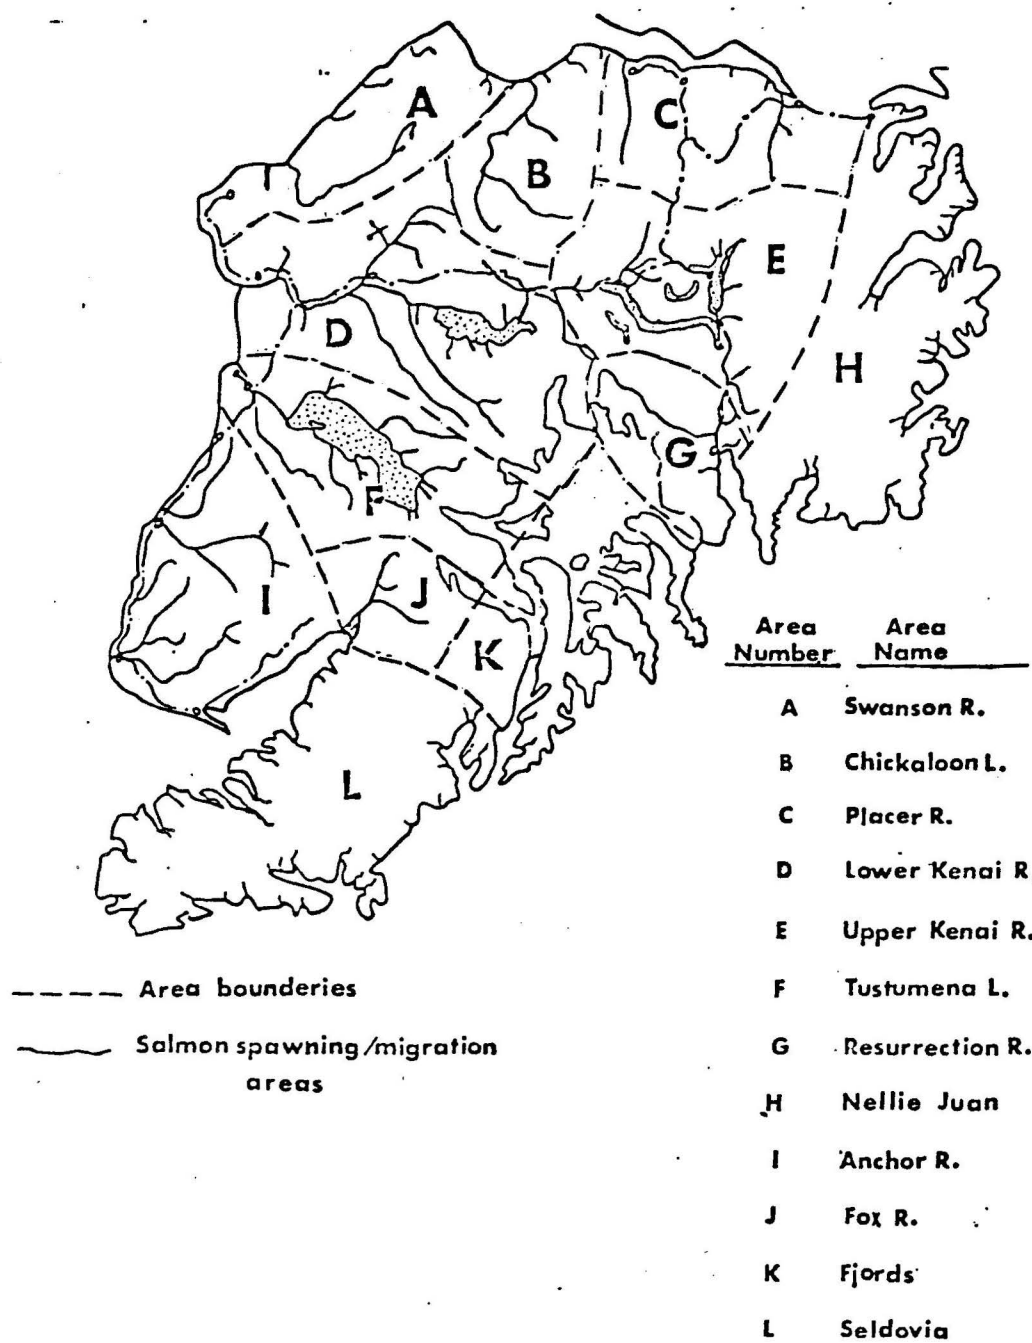 A
B
C
D
E
F
G
H
I
J
K
L
Area Area
Number Name
A Swanson R.
B Chickaloon L.
C Placer R.
D Lower Kenai R
E Upper Kenai R.
F Tustumena L.
G Resurrection R.
H Nellie Juan
I Anchor R.
J Fox R.
K Fjords
L Seldovia
Area bounderies
Salmon spawning/migration
areas